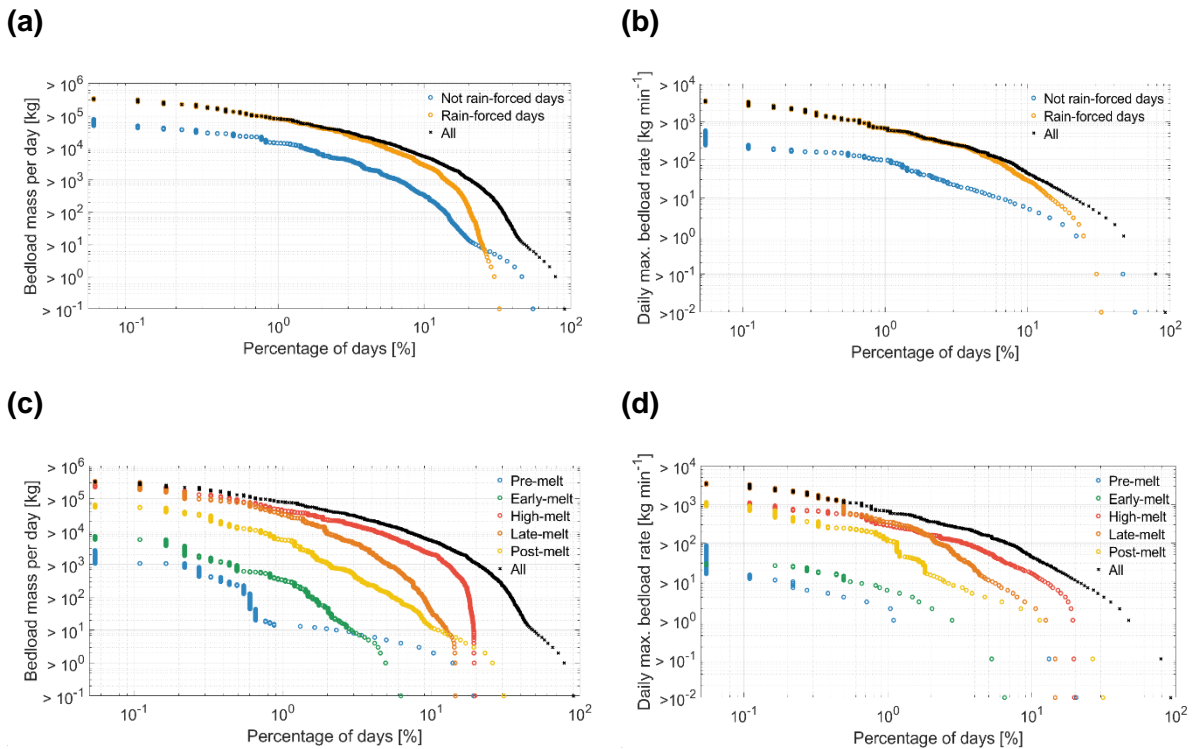 (a)
> 10^6
> 10^5
> 10^4
> 10^3
> 10^2
> 10^1
> 10^0
> 10^-1
Bedload mass per day [kg]
Not rain-forced days
Rain-forced days
All
10^-1
10^0
10^1
10^2
Percentage of days [%]
(b)
> 10^4
> 10^3
> 10^2
> 10^1
> 10^0
> 10^-1
> 10^-2
Daily max. bedload rate [kg min^-1]
Not rain-forced days
Rain-forced days
All
10^-1
10^0
10^1
10^2
Percentage of days [%]
(c)
> 10^6
> 10^5
> 10^4
> 10^3
> 10^2
> 10^1
> 10^0
> 10^-1
Bedload mass per day [kg]
Pre-melt
Early-melt
High-melt
Late-melt
Post-melt
All
10^-1
10^0
10^1
10^2
Percentage of days [%]
(d)
> 10^4
> 10^3
> 10^2
> 10^1
> 10^0
> 10^-1
> 10^-2
Daily max. bedload rate [kg min^-1]
Pre-melt
Early-melt
High-melt
Late-melt
Post-melt
All
10^-1
10^0
10^1
10^2
Percentage of days [%]